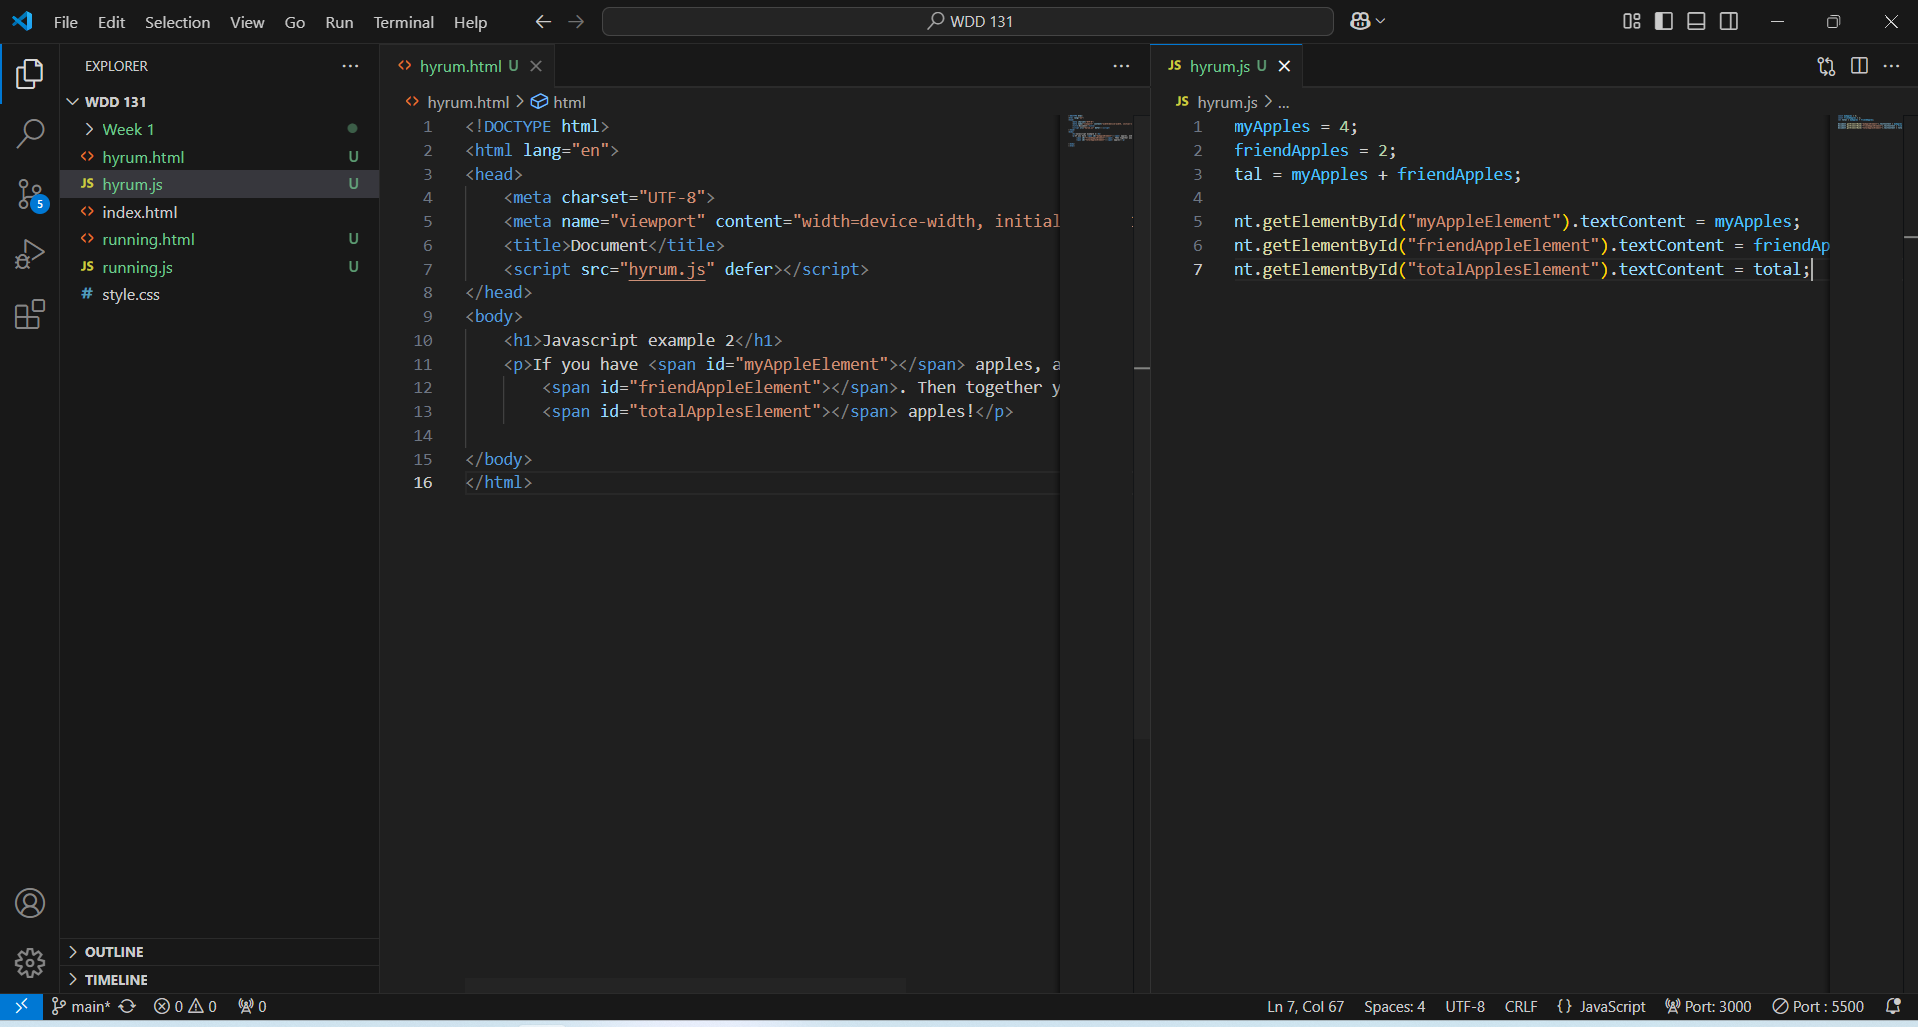 File Edit Selection View Go Run Terminal Help
WDD 131
EXPLORER
WDD 131
Week 1
hyrum.html U
JS hyrum.js U
index.html
running.html U
JS running.js U
# style.css
OUTLINE
TIMELINE
5
hyrum.html U
hyrum.html > html
1 <!DOCTYPE html>
2 <html lang="en">
3 <head>
4 <meta charset="UTF-8">
5 <meta name="viewport" content="width=device-width, initial
6 <title>Document</title>
7 <script src="hyrum.js" defer></script>
8 </head>
9 <body>
10 <h1>Javascript example 2</h1>
11 <p>If you have <span id="myAppleElement"></span> apples, a
12 <span id="friendAppleElement"></span>. Then together y
13 <span id="totalApplesElement"></span> apples!</p>
14
15 </body>
16 </html>
JS hyrum.js U
JS hyrum.js > ...
1 myApples = 4;
2 friendApples = 2;
3 tal = myApples + friendApples;
4
5 nt.getElementById("myAppleElement").textContent = myApples;
6 nt.getElementById("friendAppleElement").textContent = friendAp
7 nt.getElementById("totalApplesElement").textContent = total;
main* 0 0 0 Ln 7, Col 67 Spaces: 4 UTF-8 CRLF {} JavaScript Port: 3000 Port : 5500